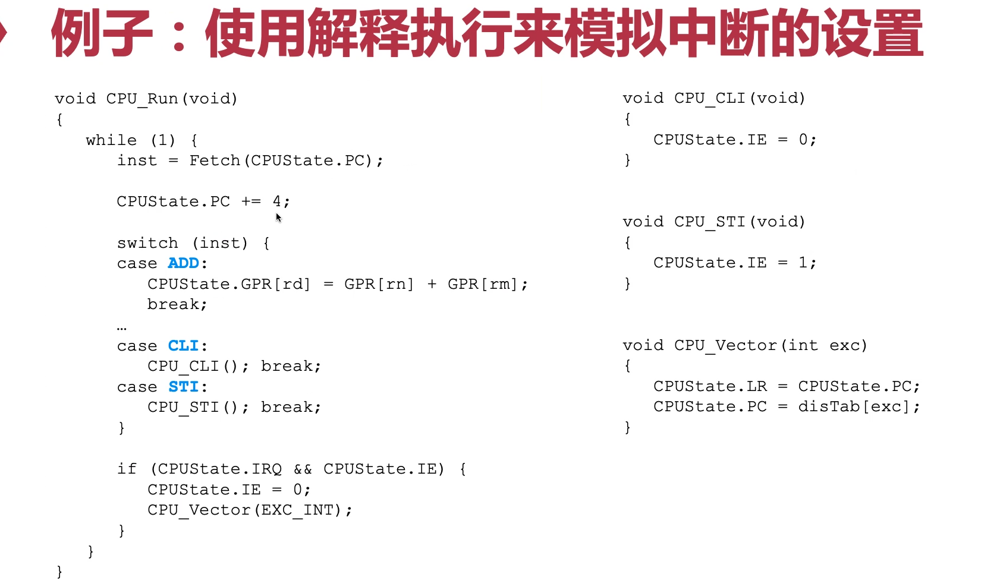 例子：使用解释执行来模拟中断的设置
void CPU_Run(void)
{
   while (1) {
      inst = Fetch(CPUState.PC);
      CPUState.PC += 4;
      switch (inst) {
      case ADD:
         CPUState.GPR[rd] = GPR[rn] + GPR[rm];
         break;
      …
      case CLI:
         CPU_CLI(); break;
      case STI:
         CPU_STI(); break;
      }
      if (CPUState.IRQ && CPUState.IE) {
         CPUState.IE = 0;
         CPU_Vector(EXC_INT);
      }
   }
}
void CPU_CLI(void)
{
   CPUState.IE = 0;
}
void CPU_STI(void)
{
   CPUState.IE = 1;
}
void CPU_Vector(int exc)
{
   CPUState.LR = CPUState.PC;
   CPUState.PC = disTab[exc];
}